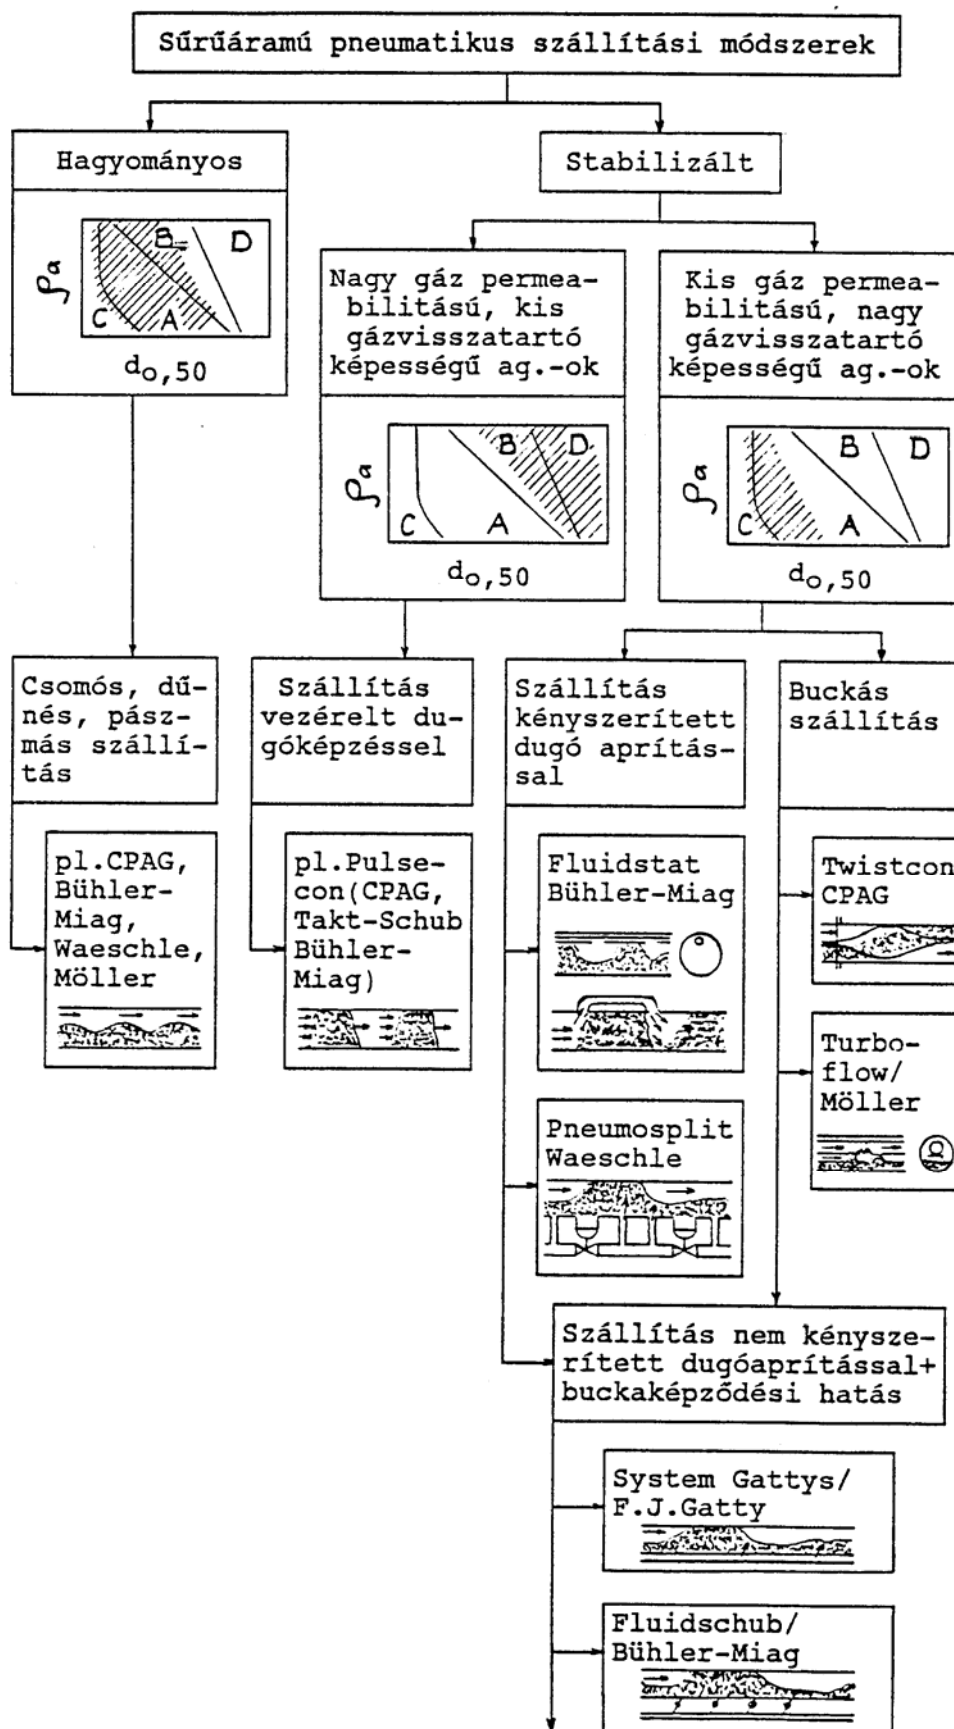 Sűrűáramú pneumatikus szállítási módszerek
Hagyományos
ρa
B
D
C
A
do,50
Stabilizált
Nagy gáz permea-
bilitású, kis
gázvisszatartó
képességű ag.-ok
ρa
B
D
C
A
do,50
Kis gáz permea-
bilitású, nagy
gázvisszatartó
képességű ag.-ok
ρa
B
D
C
A
do,50
Csomós, dű-
nés, pász-
más szállí-
tás
Szállítás
vezérelt du-
góképzéssel
Szállítás
kényszerített
dugó aprítás-
sal
Buckás
szállítás
pl.CPAG,
Bühler-
Miag,
Waeschle,
Möller
pl.Pulse-
con(CPAG,
Takt-Schub
Bühler-
Miag)
Fluidstat
Bühler-Miag
Twistcon
CPAG
Pneumosplit
Waeschle
Turbo-
flow/
Möller
Szállítás nem kénysze-
rített dugóaprítással+
buckaképződési hatás
System Gattys/
F.J.Gatty
Fluidschub/
Bühler-Miag